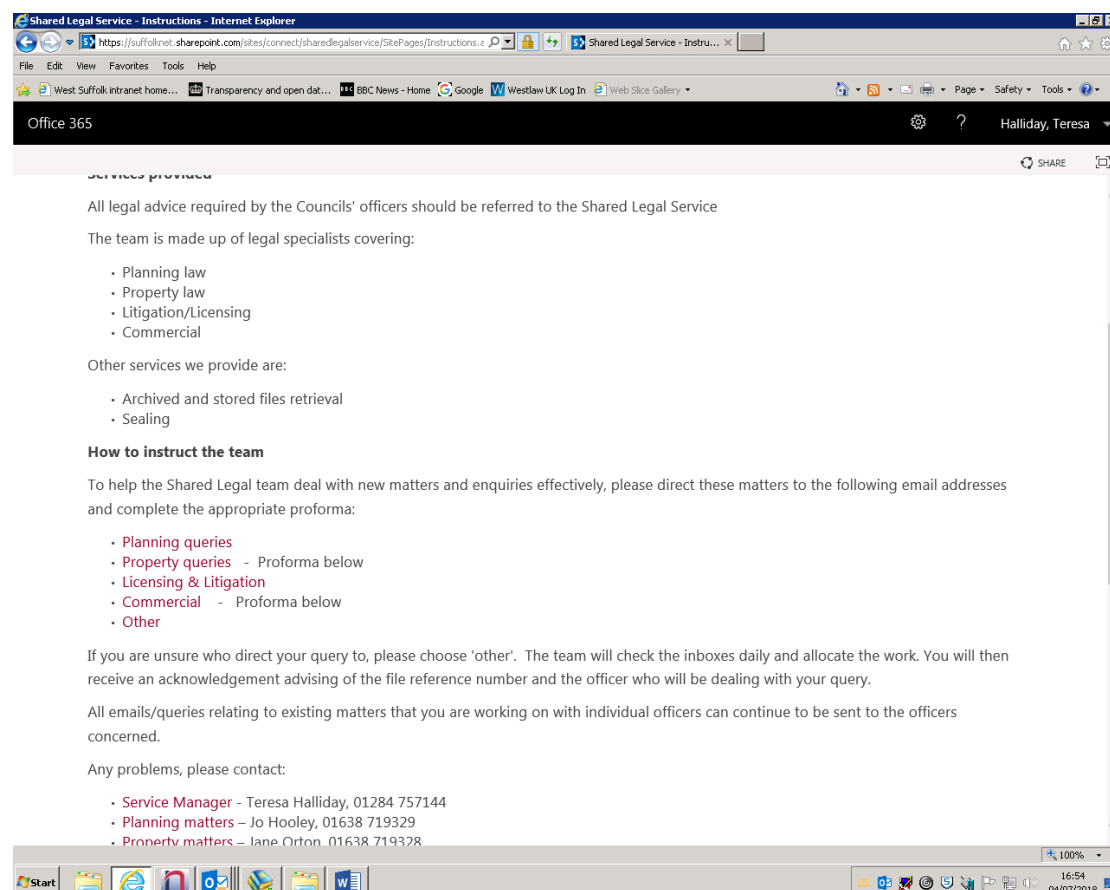 Shared Legal Service - Instructions - Internet Explorer
https://suffolknet.sharepoint.com/sites/connect/sharedlegalservice/SitePages/Instructions.a
Shared Legal Service - Instru...
File Edit View Favorites Tools Help
West Suffolk intranet home... Transparency and open dat... BBC News - Home Google Westlaw UK Log In Web Slice Gallery Page Safety Tools
Office 365 ? Halliday, Teresa
SHARE
Services provided
All legal advice required by the Councils' officers should be referred to the Shared Legal Service
The team is made up of legal specialists covering:
• Planning law
• Property law
• Litigation/Licensing
• Commercial
Other services we provide are:
• Archived and stored files retrieval
• Sealing
How to instruct the team
To help the Shared Legal team deal with new matters and enquiries effectively, please direct these matters to the following email addresses
and complete the appropriate proforma:
• Planning queries
• Property queries - Proforma below
• Licensing & Litigation
• Commercial - Proforma below
• Other
If you are unsure who direct your query to, please choose 'other'. The team will check the inboxes daily and allocate the work. You will then
receive an acknowledgement advising of the file reference number and the officer who will be dealing with your query.
All emails/queries relating to existing matters that you are working on with individual officers can continue to be sent to the officers
concerned.
Any problems, please contact:
• Service Manager - Teresa Halliday, 01284 757144
• Planning matters – Jo Hooley, 01638 719329
• Property matters – Jane Orton, 01638 719328
100%
Start 16:54
04/07/2018